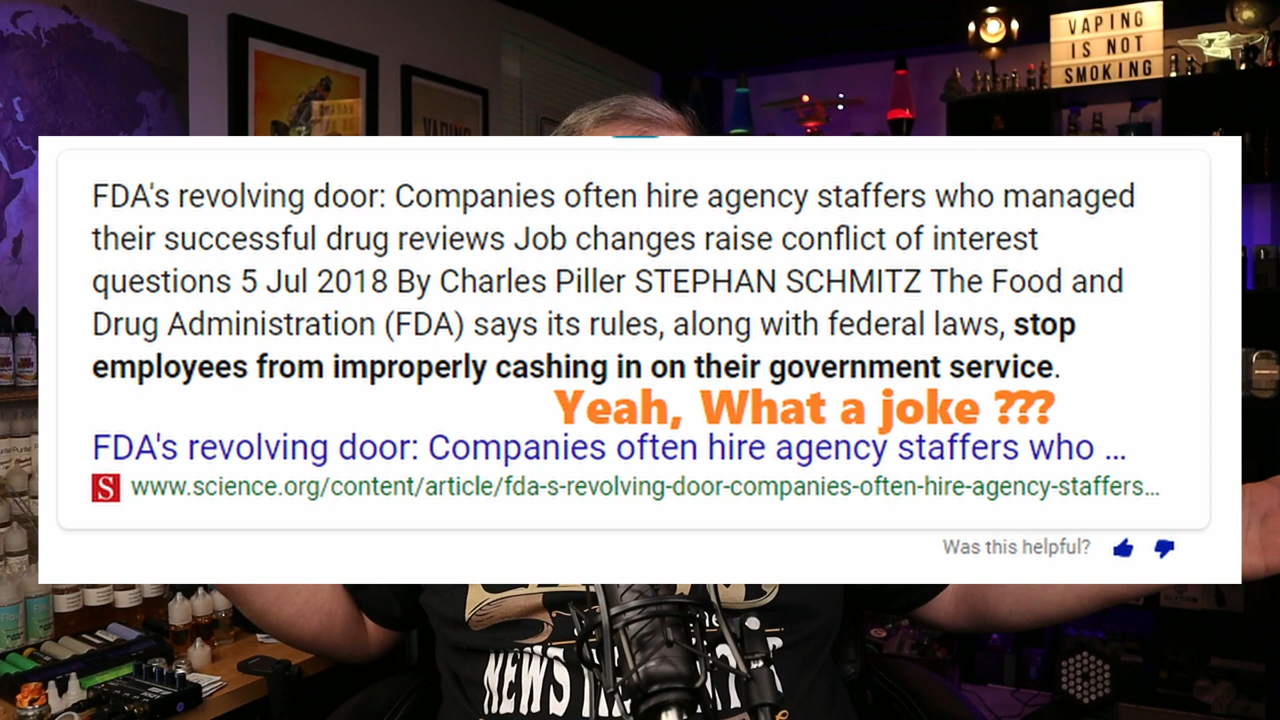 VAPING
IS NOT
SMOKING
FDA's revolving door: Companies often hire agency staffers who managed
their successful drug reviews Job changes raise conflict of interest
questions 5 Jul 2018 By Charles Piller STEPHAN SCHMITZ The Food and
Drug Administration (FDA) says its rules, along with federal laws, stop
employees from improperly cashing in on their government service.
Yeah, What a joke ???
FDA's revolving door: Companies often hire agency staffers who ...
S www.science.org/content/article/fda-s-revolving-door-companies-often-hire-agency-staffers...
Was this helpful?
NEWS